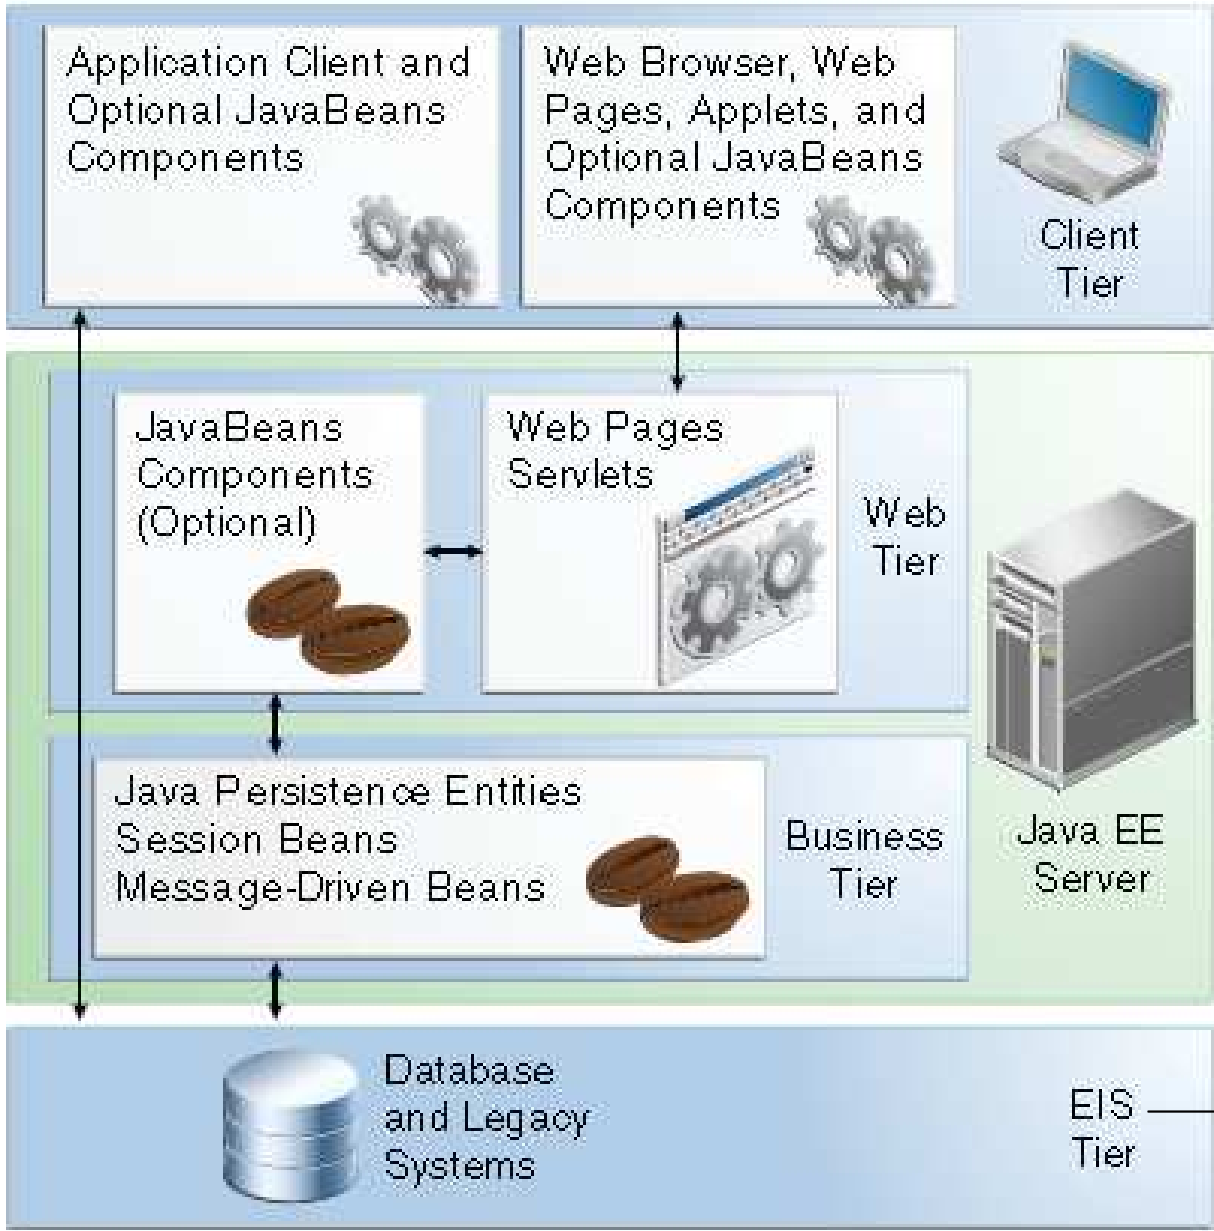 Application Client and
Optional JavaBeans
Components
Web Browser, Web
Pages, Applets, and
Optional JavaBeans
Components
Client
Tier
JavaBeans
Components
(Optional)
Web Pages
Servlets
Web
Tier
Java Persistence Entities
Session Beans
Message-Driven Beans
Business
Tier
Java EE
Server
Database
and Legacy
Systems
EIS
Tier